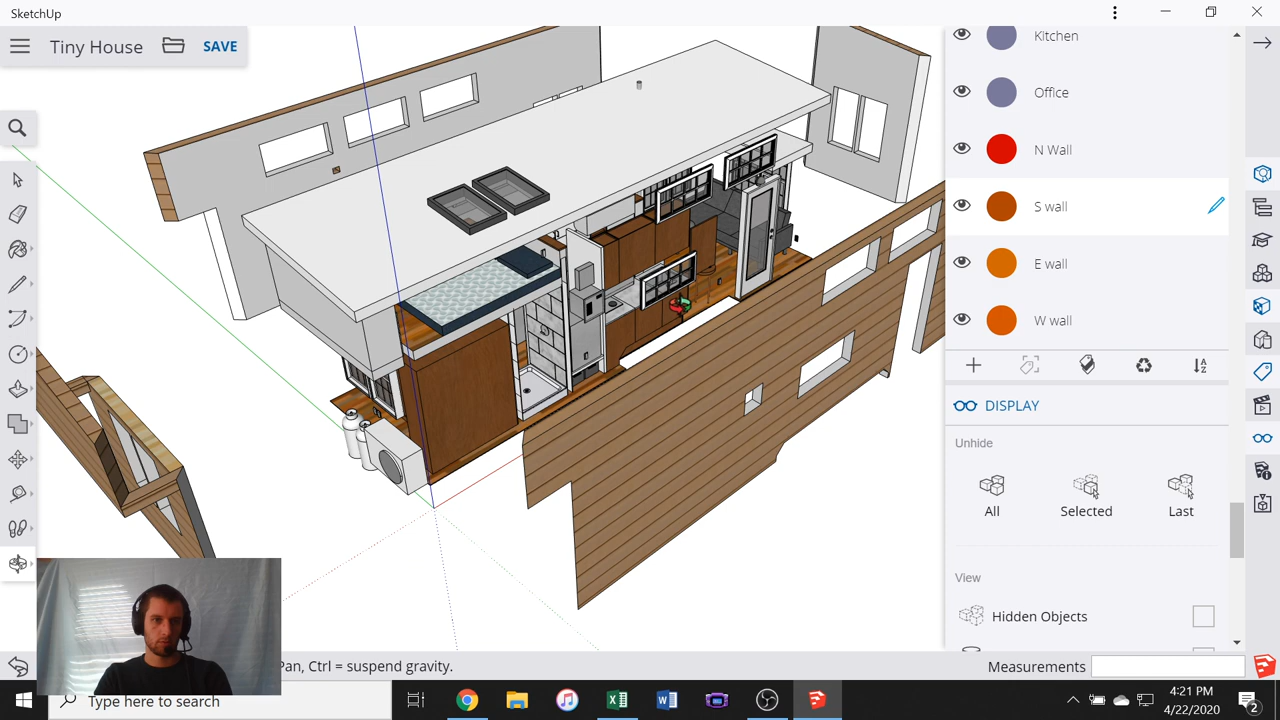 SketchUp
Tiny House
SAVE
Kitchen
Office
N Wall
S wall
E wall
W wall
DISPLAY
Unhide
All
Selected
Last
View
Hidden Objects
Pan, Ctrl = suspend gravity.
Measurements
Type here to search
4:21 PM
4/22/2020
2